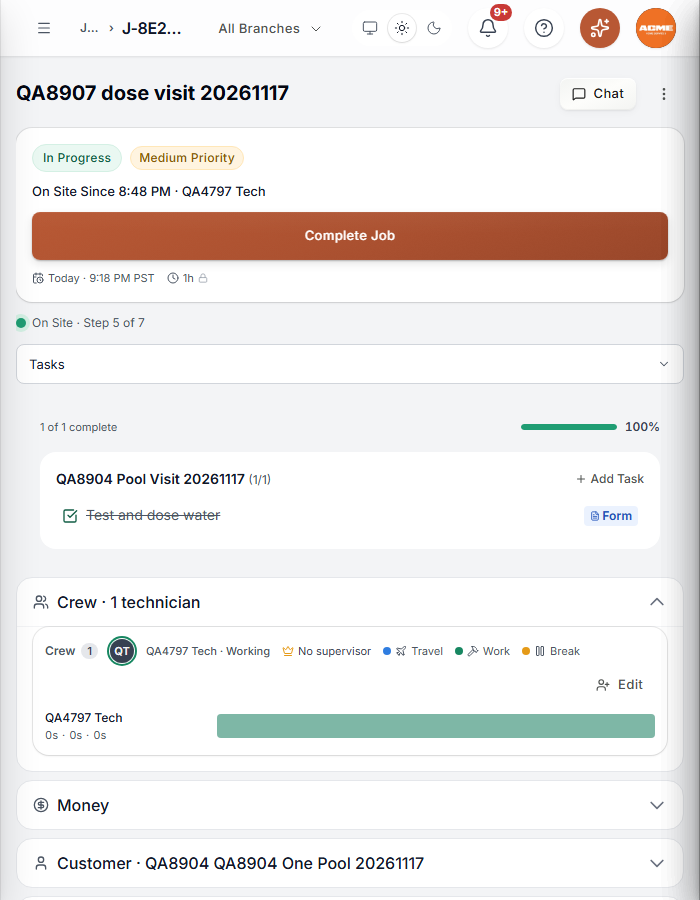 J... › J-8E2... All Branches 9+ ACME
QA8907 dose visit 20261117 Chat
In Progress Medium Priority
On Site Since 8:48 PM · QA4797 Tech
Complete Job
Today · 9:18 PM PST 1h
On Site · Step 5 of 7
Tasks
1 of 1 complete 100%
QA8904 Pool Visit 20261117 (1/1) + Add Task
Test and dose water Form
Crew · 1 technician
Crew 1 QT QA4797 Tech · Working No supervisor Travel Work Break
Edit
QA4797 Tech
0s · 0s · 0s
Money
Customer · QA8904 QA8904 One Pool 20261117